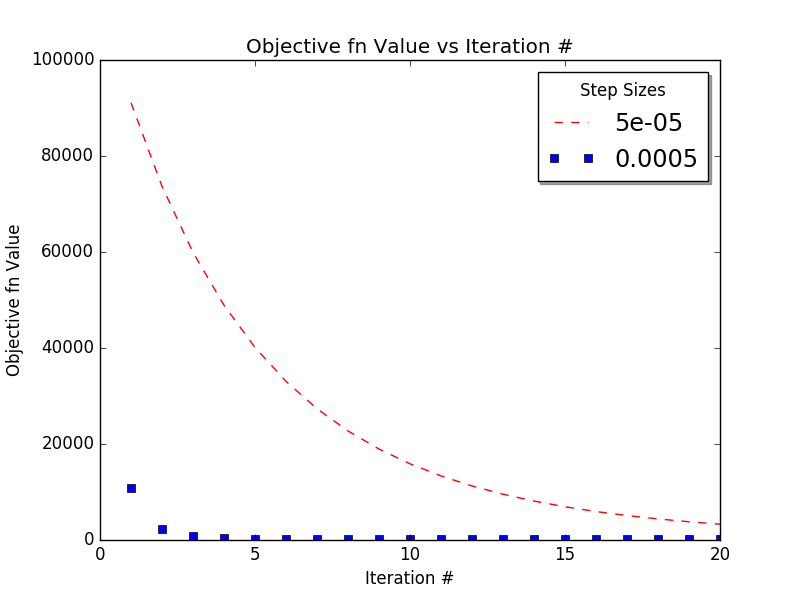 Objective fn Value vs Iteration #
100000
80000
60000
40000
20000
0
Objective fn Value
Step Sizes
5e-05
0.0005
0 5 10 15 20
Iteration #